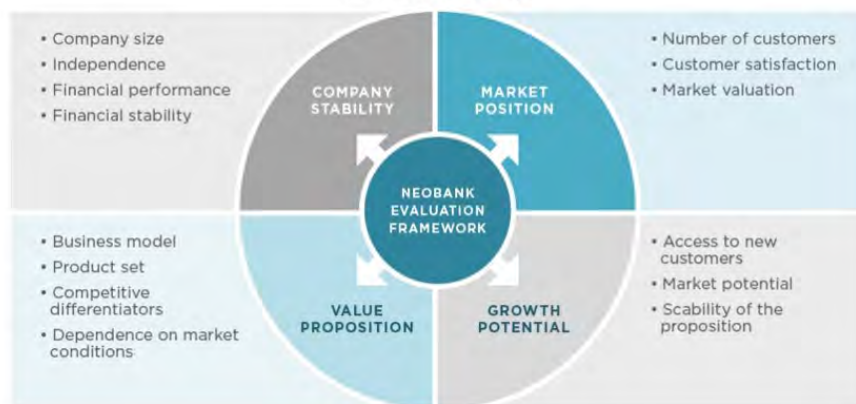 • Company size
• Independence
• Financial performance
• Financial stability
COMPANY
STABILITY
MARKET
POSITION
• Number of customers
• Customer satisfaction
• Market valuation
NEOBANK
EVALUATION
FRAMEWORK
• Business model
• Product set
• Competitive
differentiators
• Dependence on market
conditions
VALUE
PROPOSITION
GROWTH
POTENTIAL
• Access to new
customers
• Market potential
• Scability of the
proposition